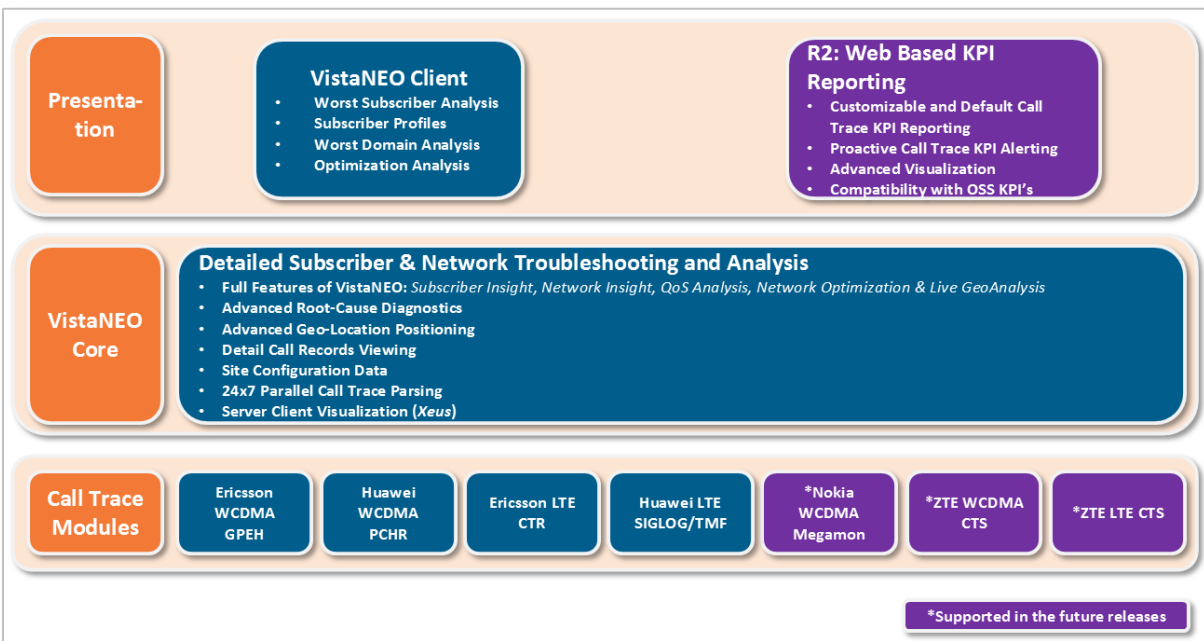 Presenta-
tion
VistaNEO Client
• Worst Subscriber Analysis
• Subscriber Profiles
• Worst Domain Analysis
• Optimization Analysis
R2: Web Based KPI
Reporting
• Customizable and Default Call
Trace KPI Reporting
• Proactive Call Trace KPI Alerting
• Advanced Visualization
• Compatibility with OSS KPI's
VistaNEO
Core
Detailed Subscriber & Network Troubleshooting and Analysis
• Full Features of VistaNEO: Subscriber Insight, Network Insight, QoS Analysis, Network Optimization & Live GeoAnalysis
• Advanced Root-Cause Diagnostics
• Advanced Geo-Location Positioning
• Detail Call Records Viewing
• Site Configuration Data
• 24x7 Parallel Call Trace Parsing
• Server Client Visualization (Xeus)
Call Trace
Modules
Ericsson
WCDMA
GPEH
Huawei
WCDMA
PCHR
Ericsson LTE
CTR
Huawei LTE
SIGLOG/TMF
*Nokia
WCDMA
Megamon
*ZTE WCDMA
CTS
*ZTE LTE CTS
*Supported in the future releases